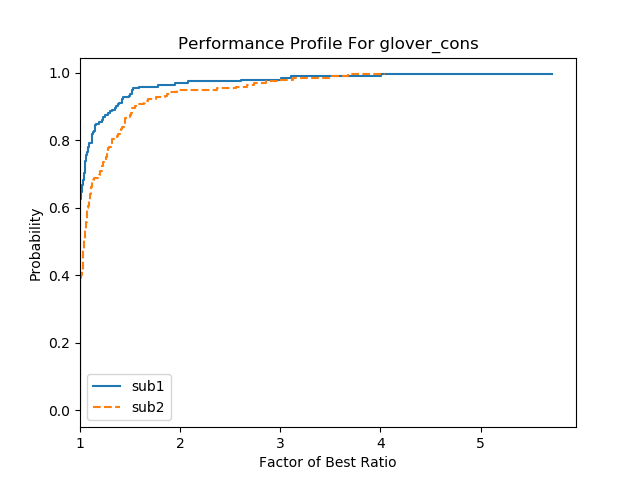 Performance Profile For glover_cons
Probability
1.0
0.8
0.6
0.4
0.2
0.0
sub1
sub2
1 2 3 4 5
Factor of Best Ratio